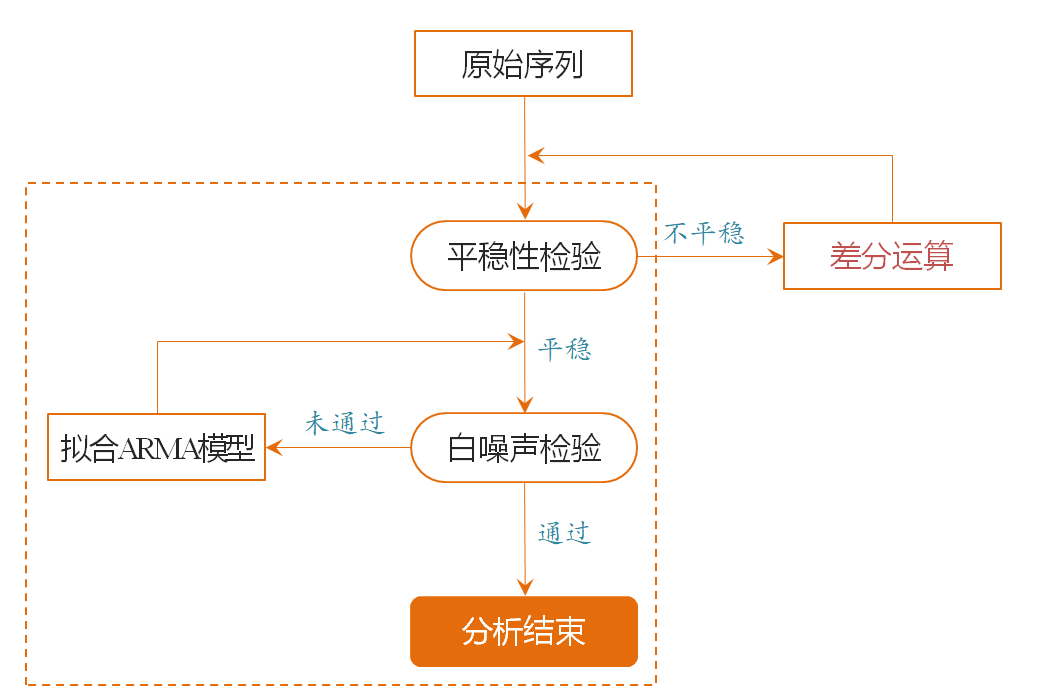 原始序列
平稳性检验
不平稳
差分运算
平稳
拟合ARMA模型
未通过
白噪声检验
通过
分析结束